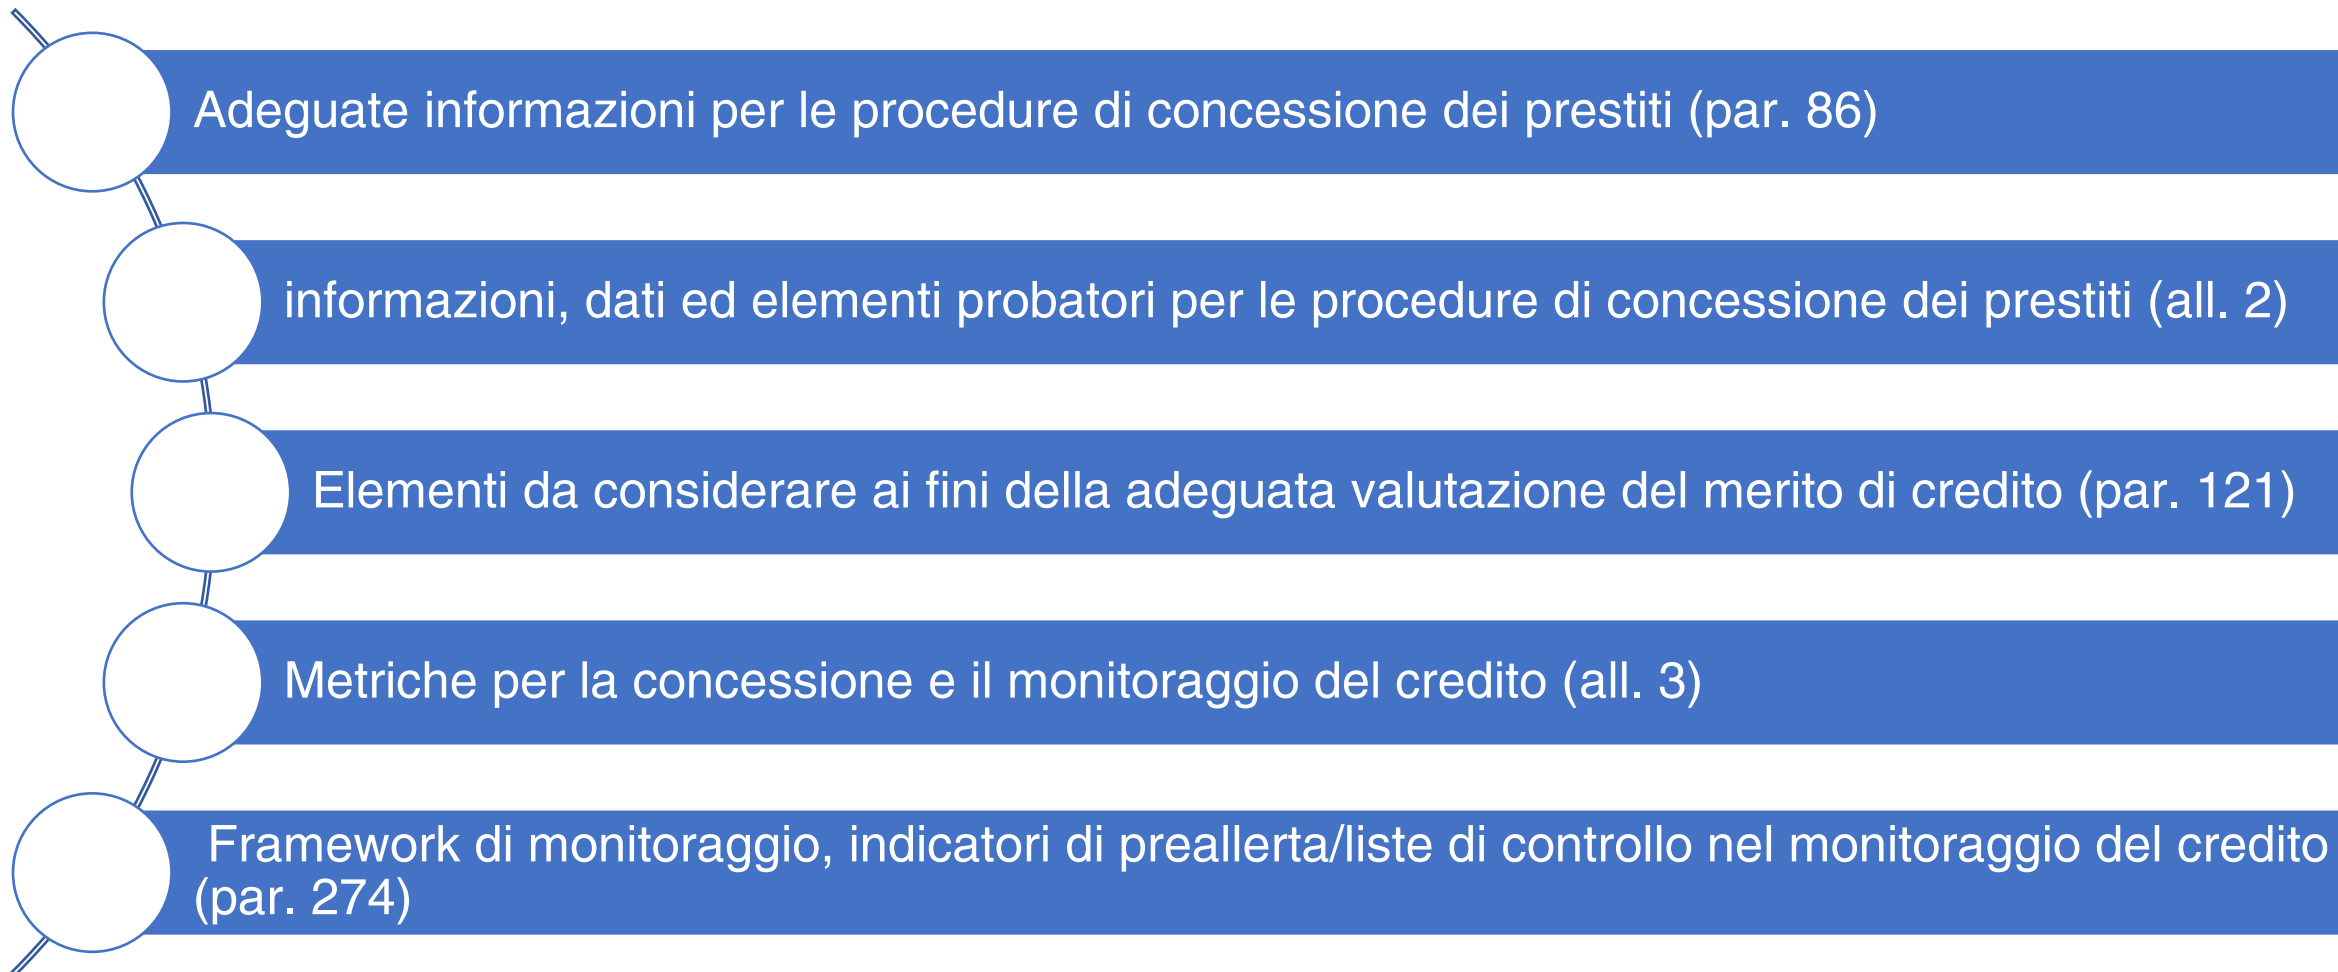 Adeguate informazioni per le procedure di concessione dei prestiti (par. 86)
informazioni, dati ed elementi probatori per le procedure di concessione dei prestiti (all. 2)
Elementi da considerare ai fini della adeguata valutazione del merito di credito (par. 121)
Metriche per la concessione e il monitoraggio del credito (all. 3)
Framework di monitoraggio, indicatori di preallerta/liste di controllo nel monitoraggio del credito
(par. 274)